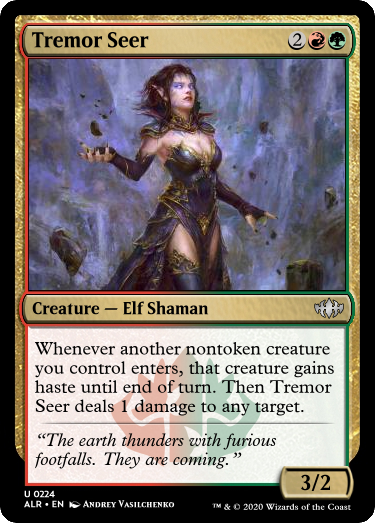 Tremor Seer 2
Creature — Elf Shaman
Whenever another nontoken creature
you control enters, that creature gains
haste until end of turn. Then Tremor
Seer deals 1 damage to any target.
“The earth thunders with furious
footfalls. They are coming.”
3/2
U 0224
ALR • EN Andrey Vasilchenko
™ & © 2020 Wizards of the Coast